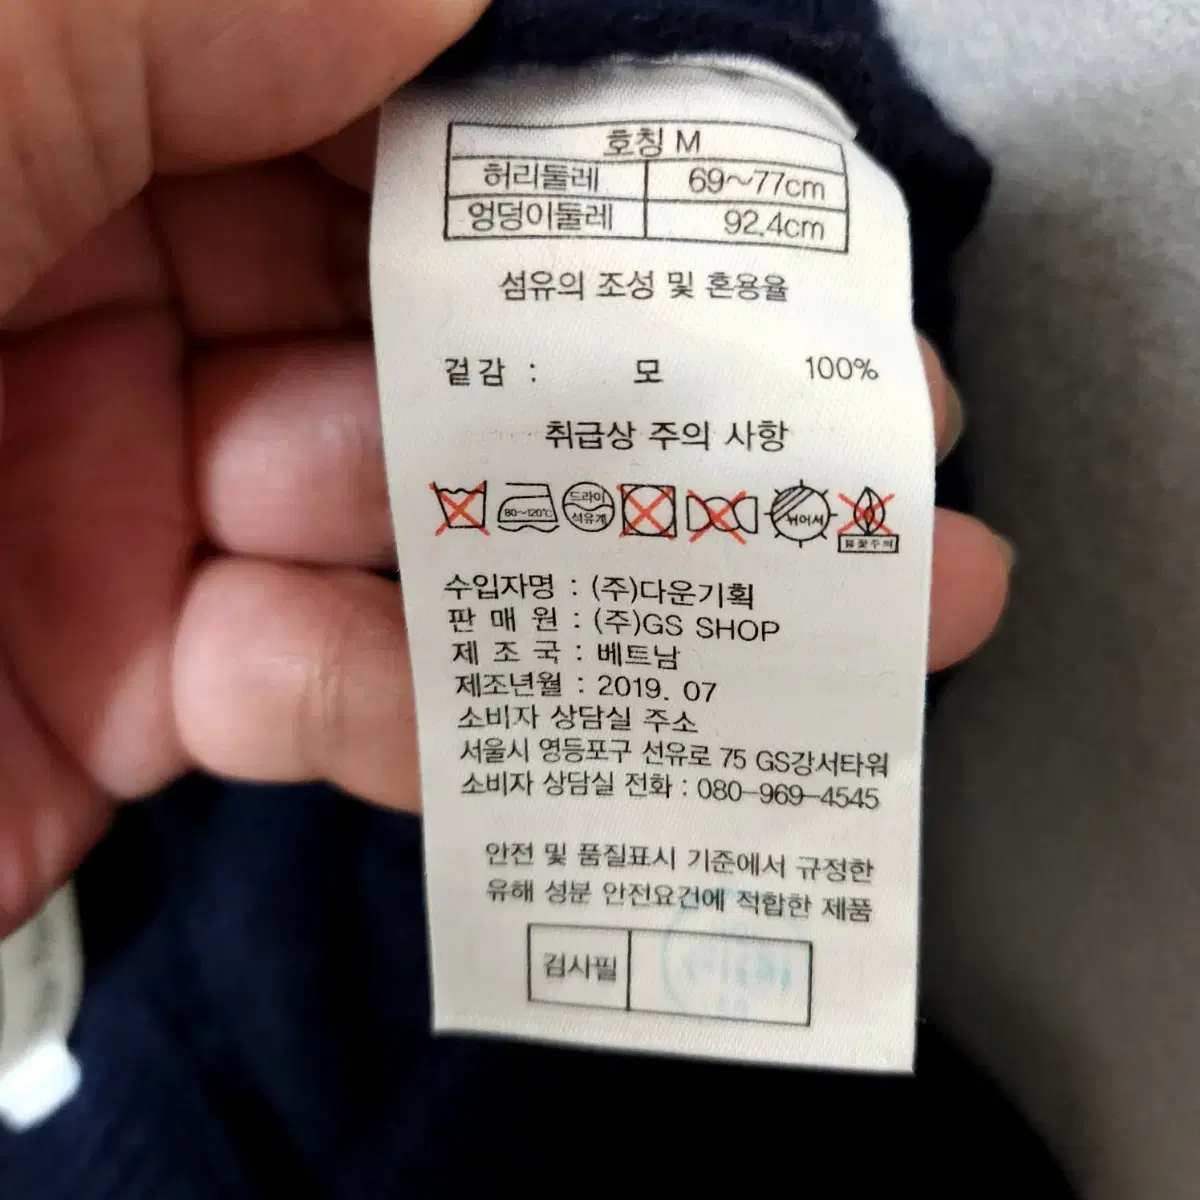 호칭 M
허리둘레 69~77cm
엉덩이둘레 92.4cm
섬유의 조성 및 혼용율
겉감 : 모 100%
취급상 주의 사항
80~120℃ 드라이 석유계 뉘어서 불꽃주의
수입자명 : (주)다운기획
판 매 원 : (주)GS SHOP
제 조 국 : 베트남
제조년월 : 2019. 07
소비자 상담실 주소
서울시 영등포구 선유로 75 GS강서타워
소비자 상담실 전화 : 080-969-4545
안전 및 품질표시 기준에서 규정한
유해 성분 안전요건에 적합한 제품
검사필